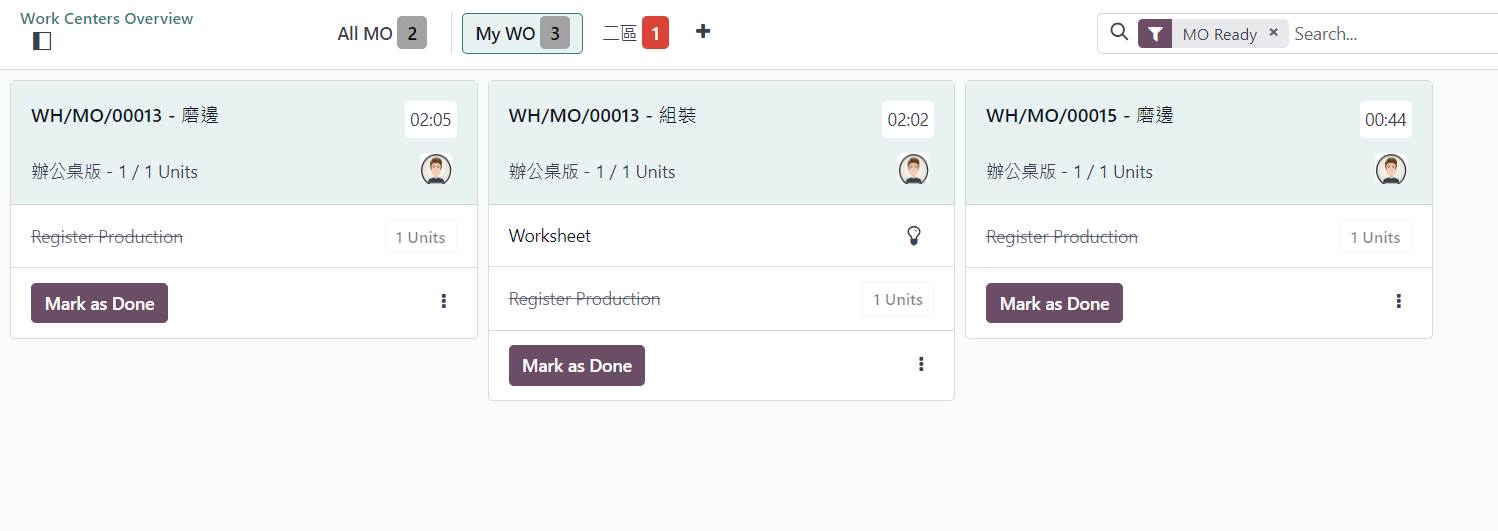 Work Centers Overview
All MO 2
My WO 3
二區 1
MO Ready
Search...
WH/MO/00013 - 磨邊
02:05
辦公桌版 - 1 / 1 Units
Register Production
1 Units
Mark as Done
WH/MO/00013 - 組裝
02:02
辦公桌版 - 1 / 1 Units
Worksheet
Register Production
1 Units
Mark as Done
WH/MO/00015 - 磨邊
00:44
辦公桌版 - 1 / 1 Units
Register Production
1 Units
Mark as Done